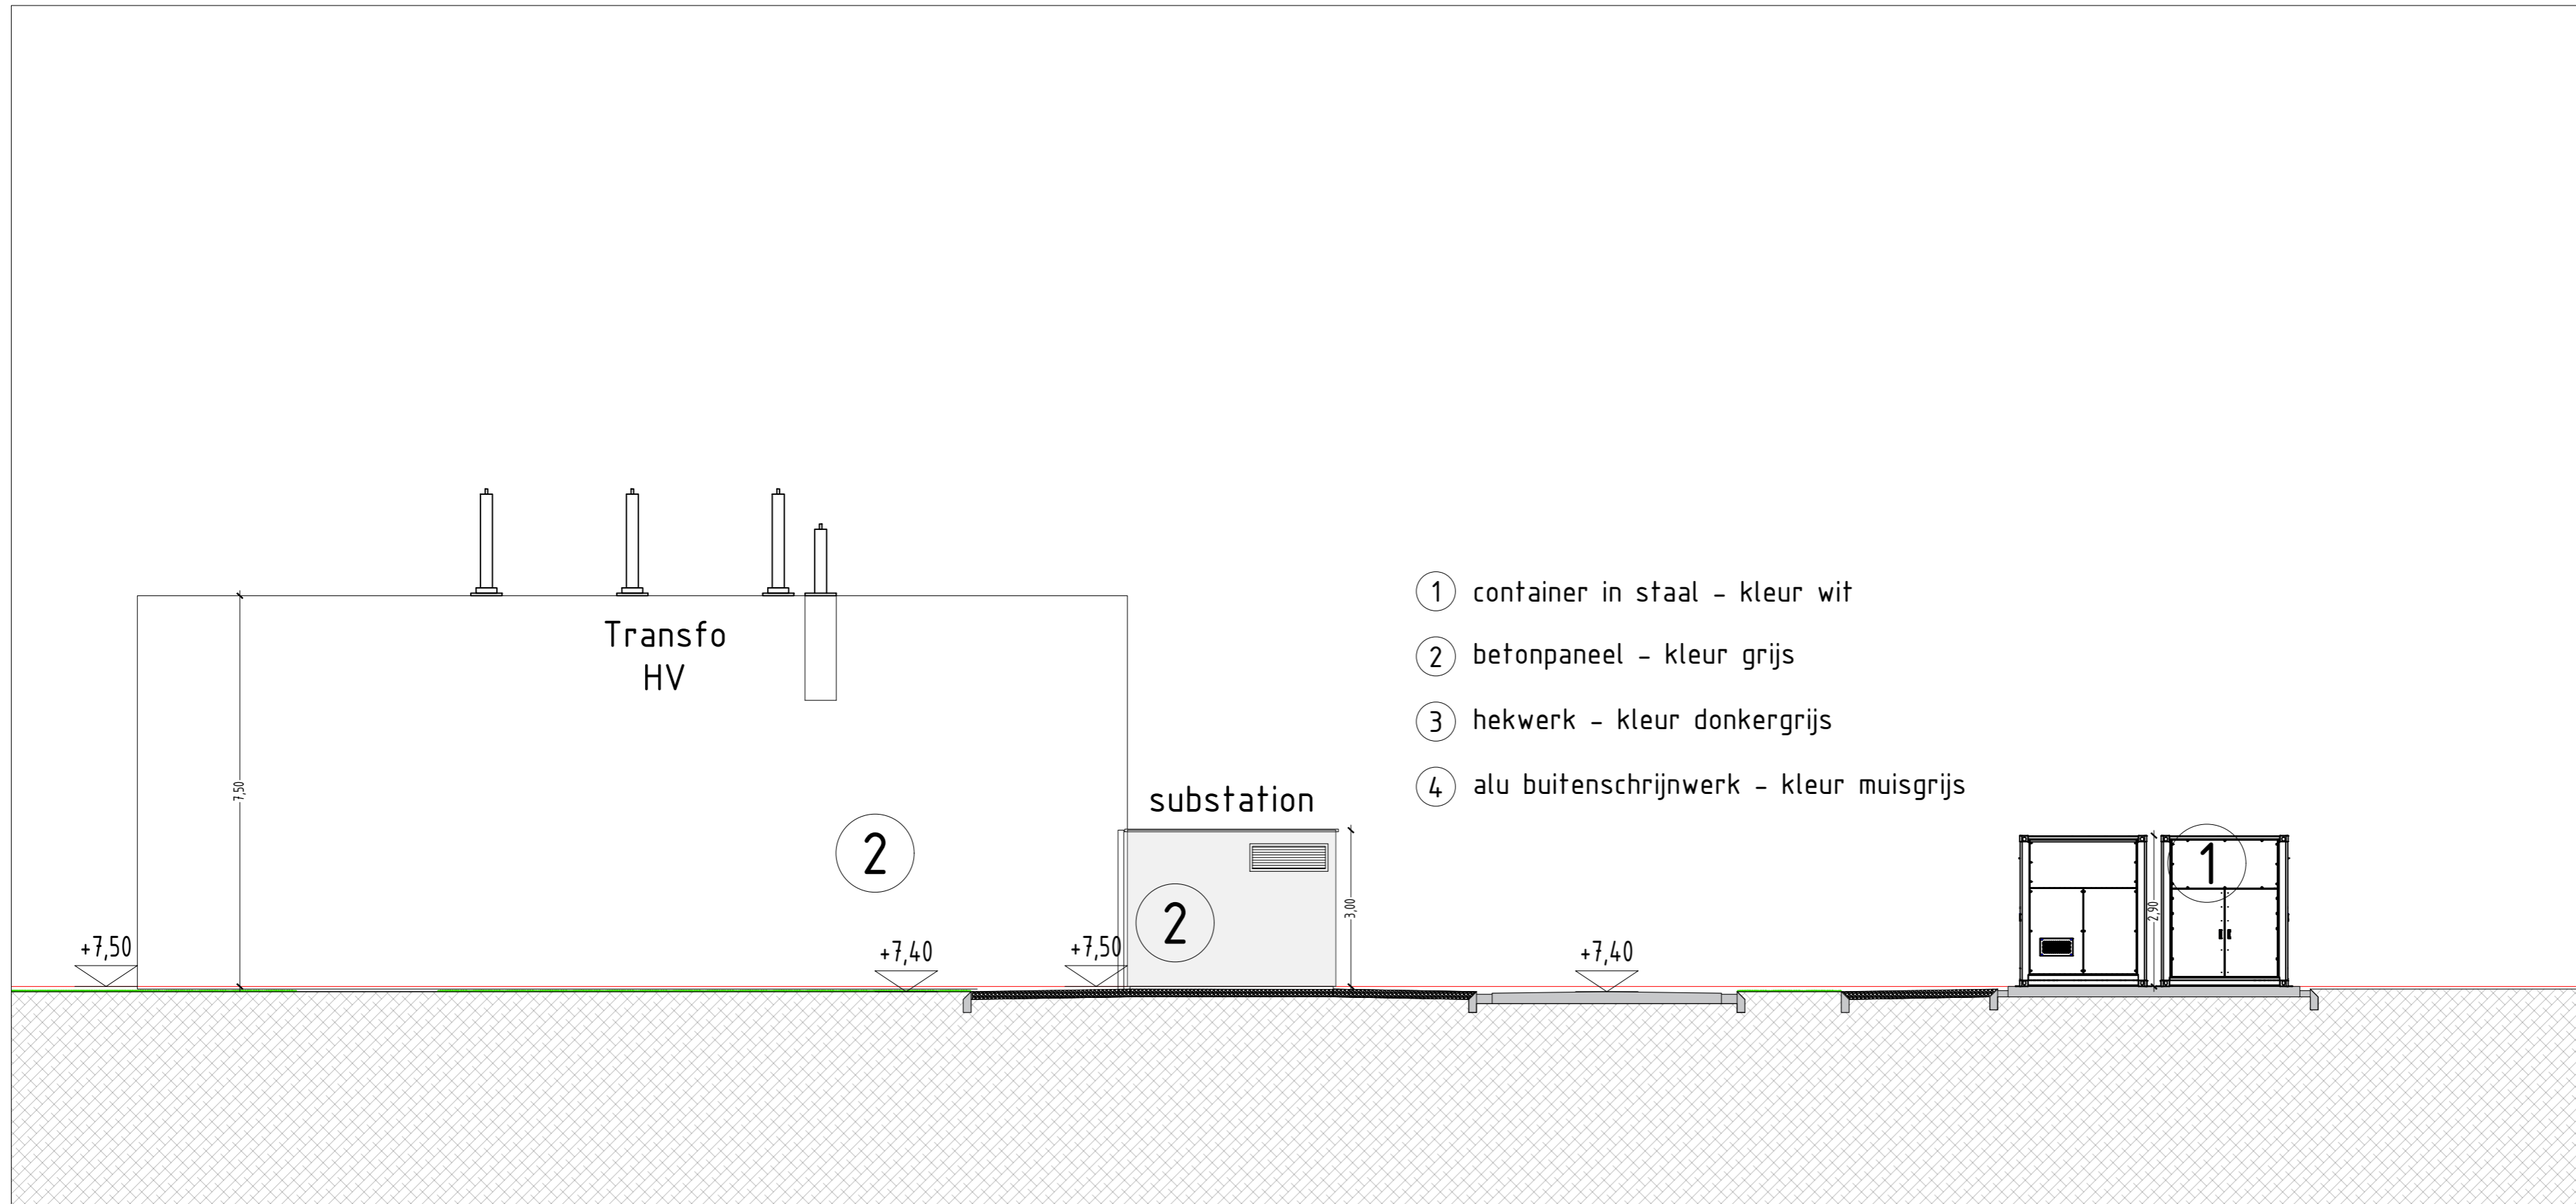 Transfo
HV
7,50
2
substation
2
3,00
+7,50
+7,40
+7,50
+7,40
1 container in staal – kleur wit
2 betonpaneel – kleur grijs
3 hekwerk – kleur donkergrijs
4 alu buitenschrijnwerk – kleur muisgrijs
1
2,90